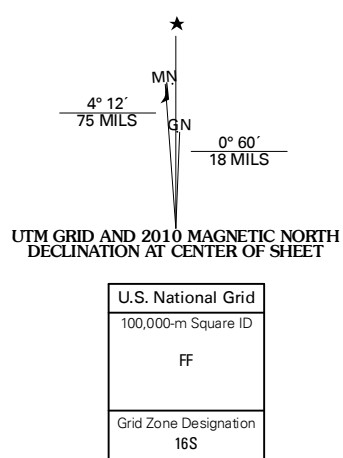 MN
4° 12´
75 MILS
GN
0° 60´
18 MILS
UTM GRID AND 2010 MAGNETIC NORTH
DECLINATION AT CENTER OF SHEET
U.S. National Grid
100,000-m Square ID
FF
Grid Zone Designation
16S